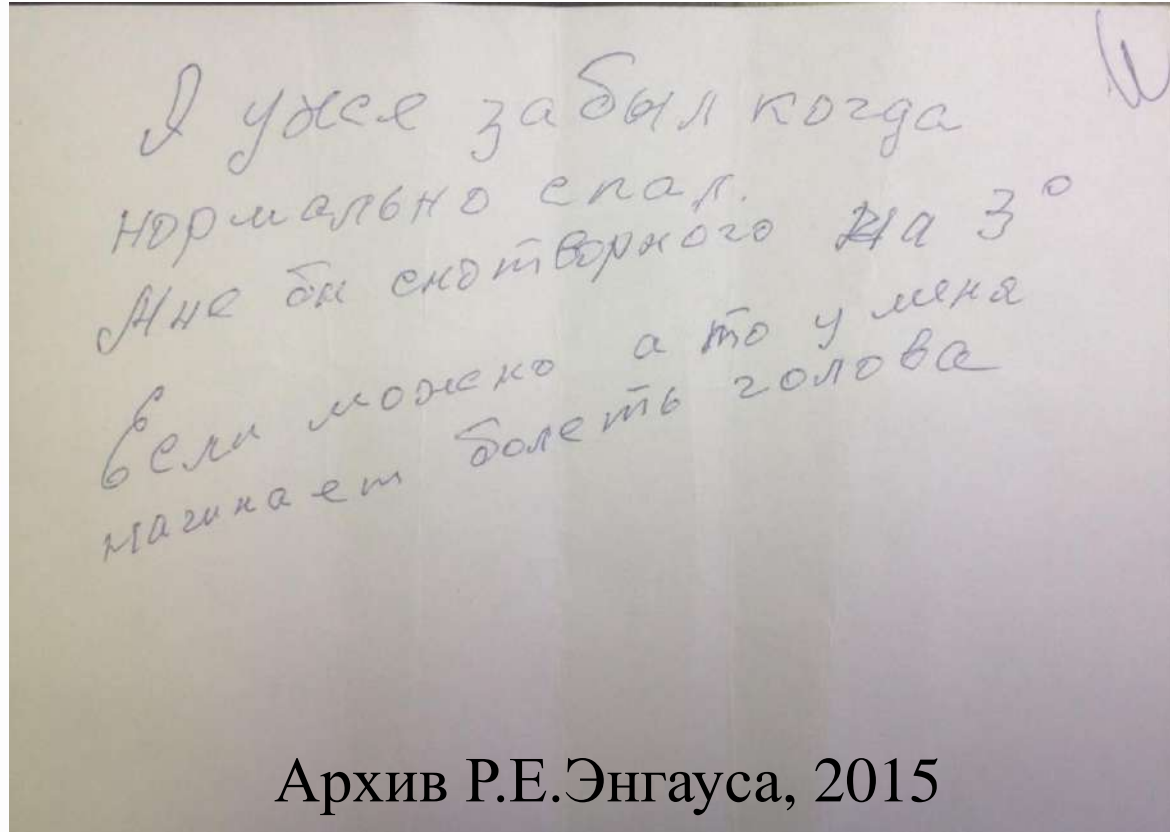 Я уже забыл когда
нормально спал.
Мне бы снотворного на 3°
Если можно а то у меня
начинает болеть голова
Архив Р.Е.Энгауса, 2015